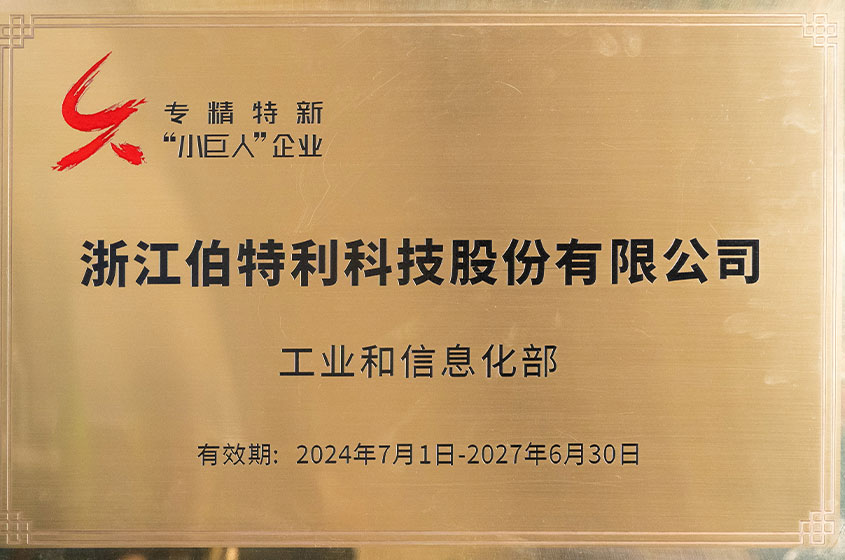 专精特新
“小巨人”企业
浙江伯特利科技股份有限公司
工业和信息化部
有效期: 2024年7月1日-2027年6月30日